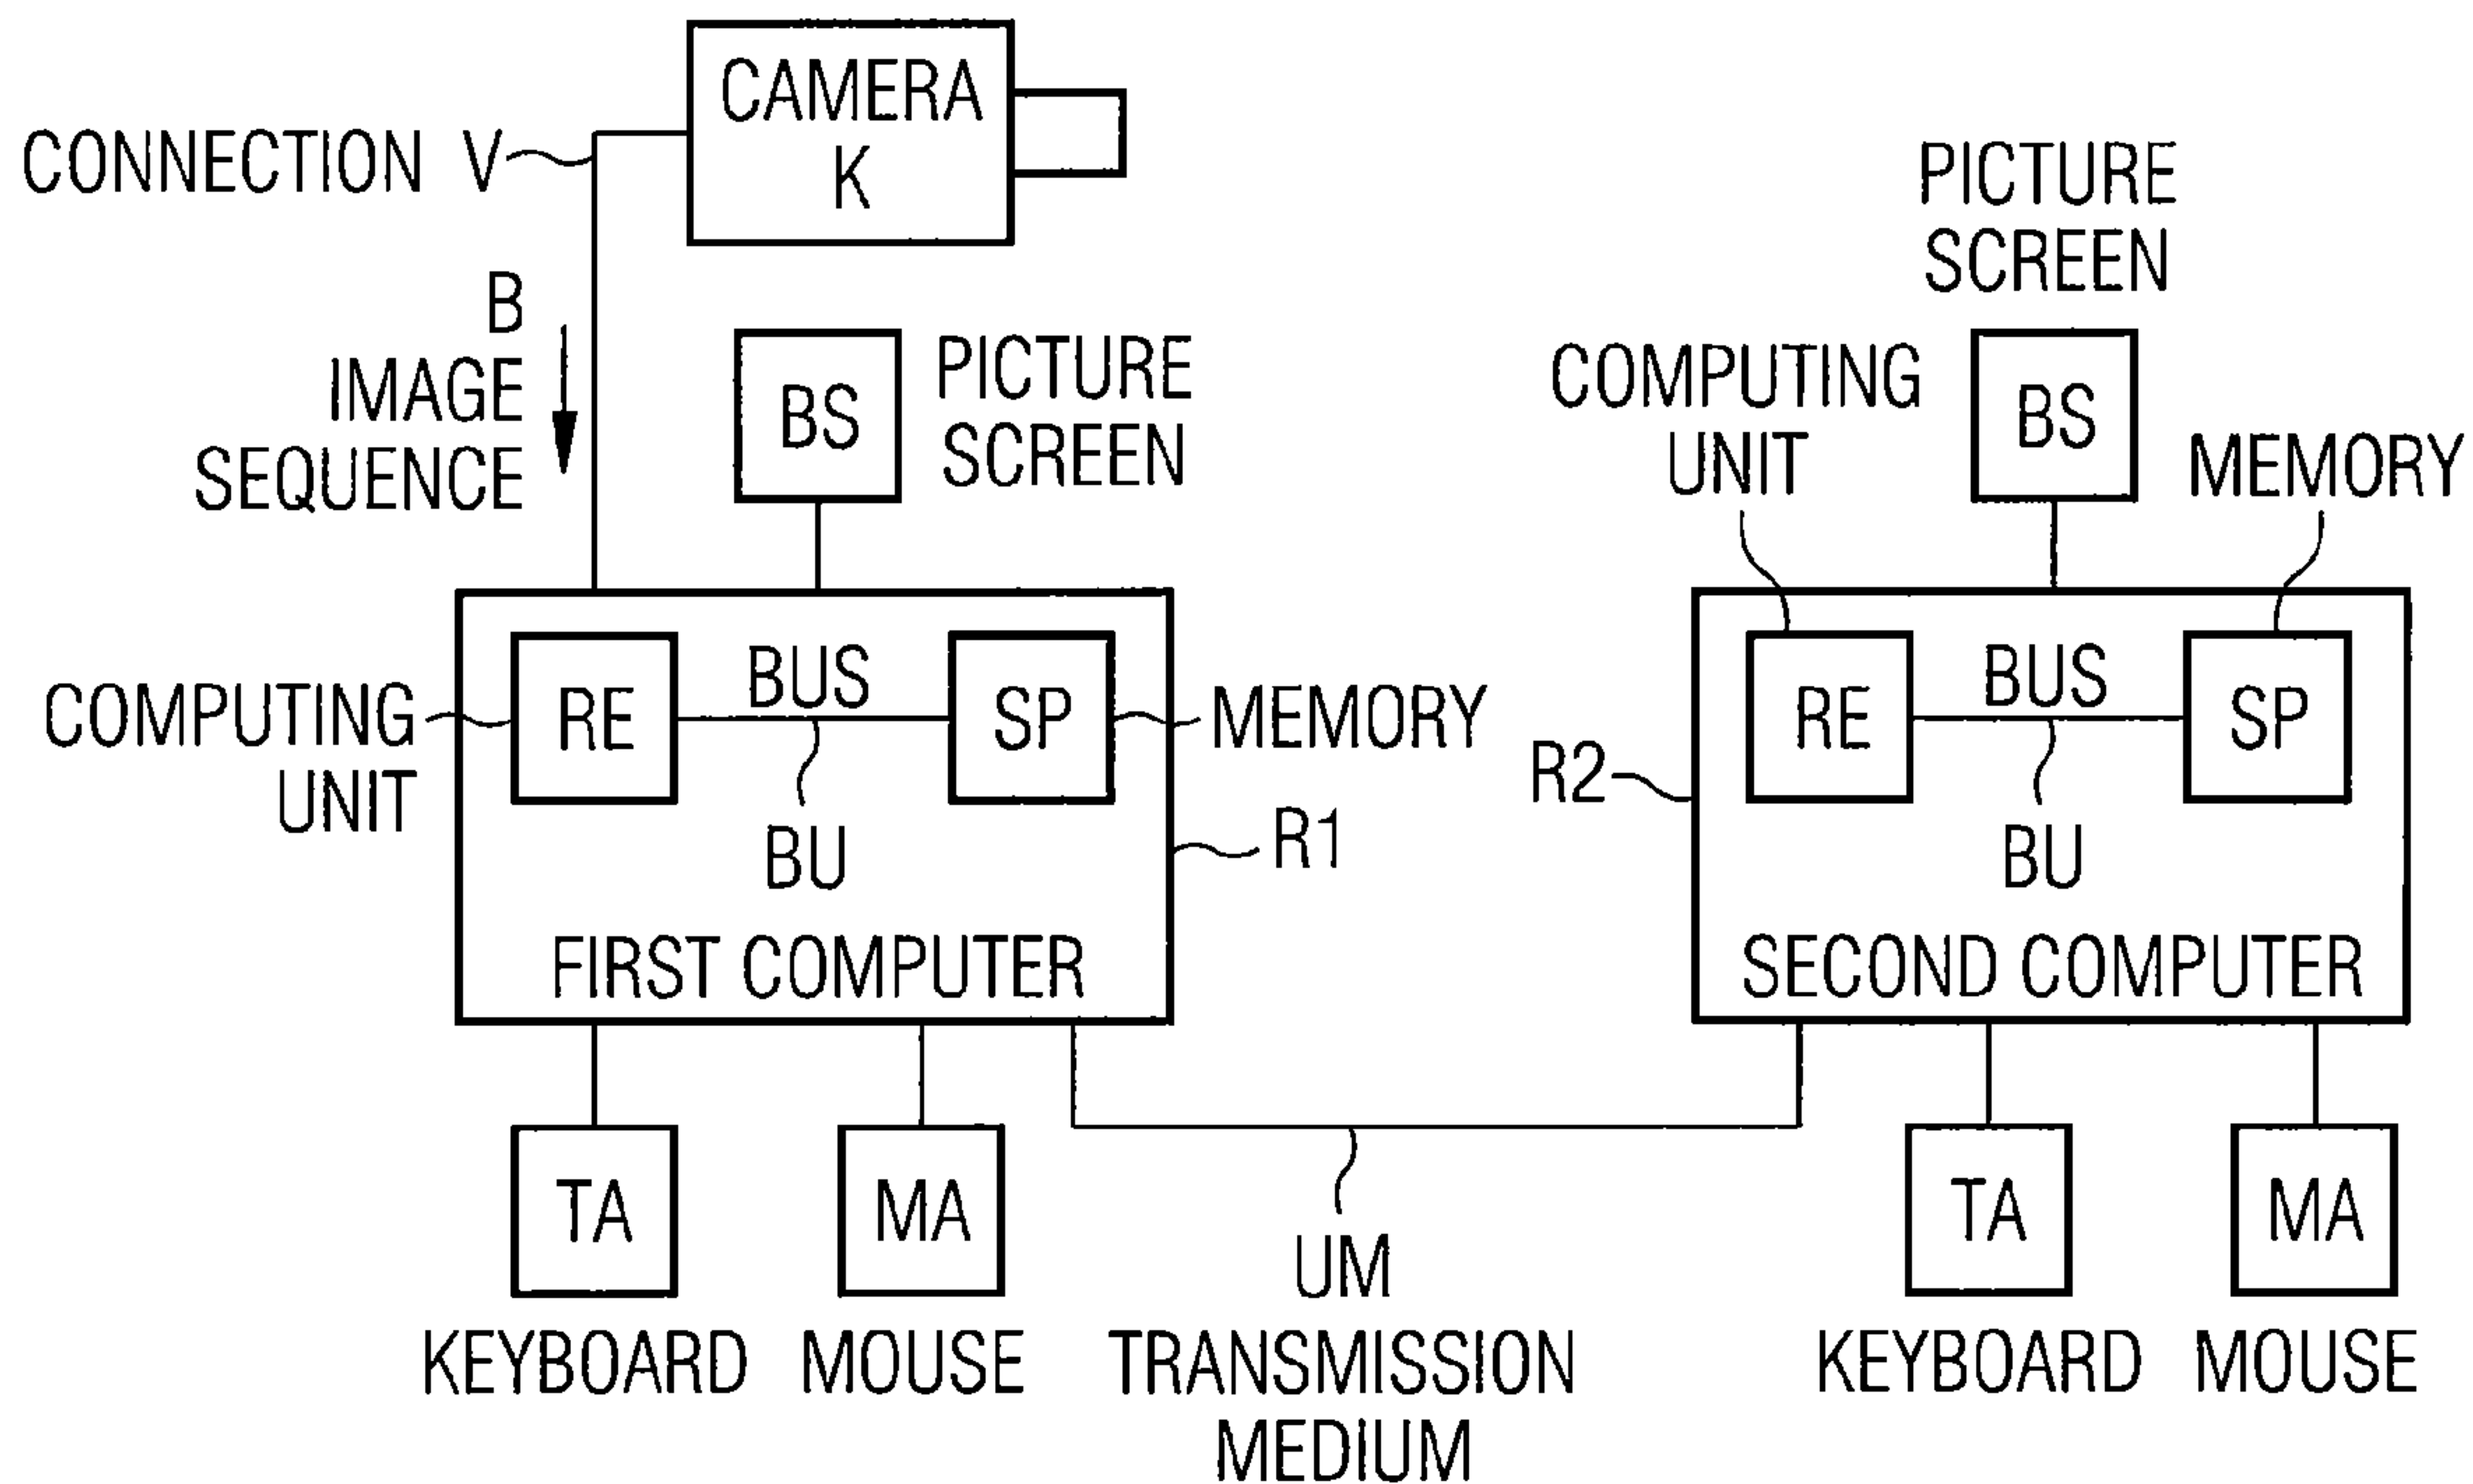 CAMERA
K
CONNECTION V
B
IMAGE
SEQUENCE
BS
PICTURE
SCREEN
COMPUTING
UNIT
RE
BUS
BU
SP
MEMORY
R1
FIRST COMPUTER
TA
KEYBOARD
MA
MOUSE
UM
TRANSMISSION
MEDIUM
PICTURE
SCREEN
BS
COMPUTING
UNIT
MEMORY
R2
RE
BUS
BU
SP
SECOND COMPUTER
TA
KEYBOARD
MA
MOUSE